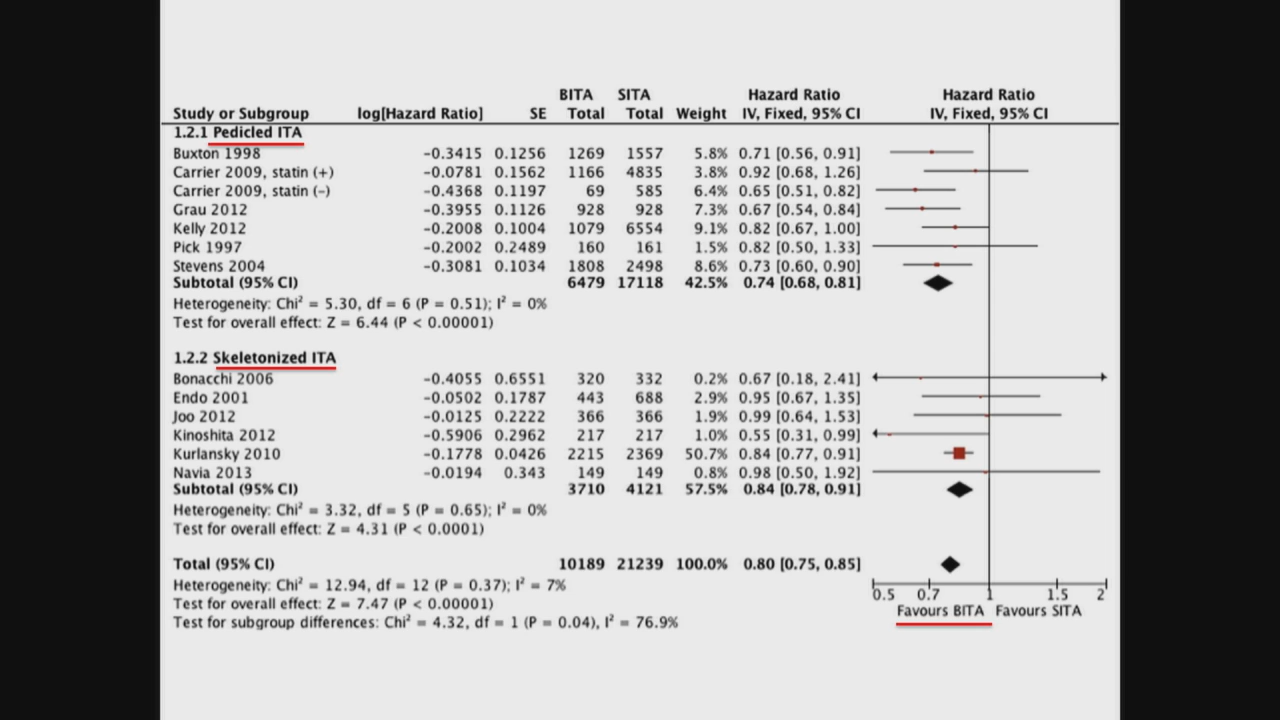 BITA SITA Hazard Ratio Hazard Ratio
Study or Subgroup log[Hazard Ratio] SE Total Total Weight IV, Fixed, 95% CI IV, Fixed, 95% CI
1.2.1 Pedicled ITA
Buxton 1998 −0.3415 0.1256 1269 1557 5.8% 0.71 [0.56, 0.91]
Carrier 2009, statin (+) −0.0781 0.1562 1166 4835 3.8% 0.92 [0.68, 1.26]
Carrier 2009, statin (−) −0.4368 0.1197 69 585 6.4% 0.65 [0.51, 0.82]
Grau 2012 −0.3955 0.1126 928 928 7.3% 0.67 [0.54, 0.84]
Kelly 2012 −0.2008 0.1004 1079 6554 9.1% 0.82 [0.67, 1.00]
Pick 1997 −0.2002 0.2489 160 161 1.5% 0.82 [0.50, 1.33]
Stevens 2004 −0.3081 0.1034 1808 2498 8.6% 0.73 [0.60, 0.90]
Subtotal (95% CI) 6479 17118 42.5% 0.74 [0.68, 0.81]
Heterogeneity: Chi² = 5.30, df = 6 (P = 0.51); I² = 0%
Test for overall effect: Z = 6.44 (P < 0.00001)
1.2.2 Skeletonized ITA
Bonacchi 2006 −0.4055 0.6551 320 332 0.2% 0.67 [0.18, 2.41]
Endo 2001 −0.0502 0.1787 443 688 2.9% 0.95 [0.67, 1.35]
Joo 2012 −0.0125 0.2222 366 366 1.9% 0.99 [0.64, 1.53]
Kinoshita 2012 −0.5906 0.2962 217 217 1.0% 0.55 [0.31, 0.99]
Kurlansky 2010 −0.1778 0.0426 2215 2369 50.7% 0.84 [0.77, 0.91]
Navia 2013 −0.0194 0.343 149 149 0.8% 0.98 [0.50, 1.92]
Subtotal (95% CI) 3710 4121 57.5% 0.84 [0.78, 0.91]
Heterogeneity: Chi² = 3.32, df = 5 (P = 0.65); I² = 0%
Test for overall effect: Z = 4.31 (P < 0.0001)
Total (95% CI) 10189 21239 100.0% 0.80 [0.75, 0.85]
Heterogeneity: Chi² = 12.94, df = 12 (P = 0.37); I² = 7%
Test for overall effect: Z = 7.47 (P < 0.00001)
Test for subgroup differences: Chi² = 4.32, df = 1 (P = 0.04), I² = 76.9%
0.5 0.7 1 1.5 2
Favours BITA Favours SITA